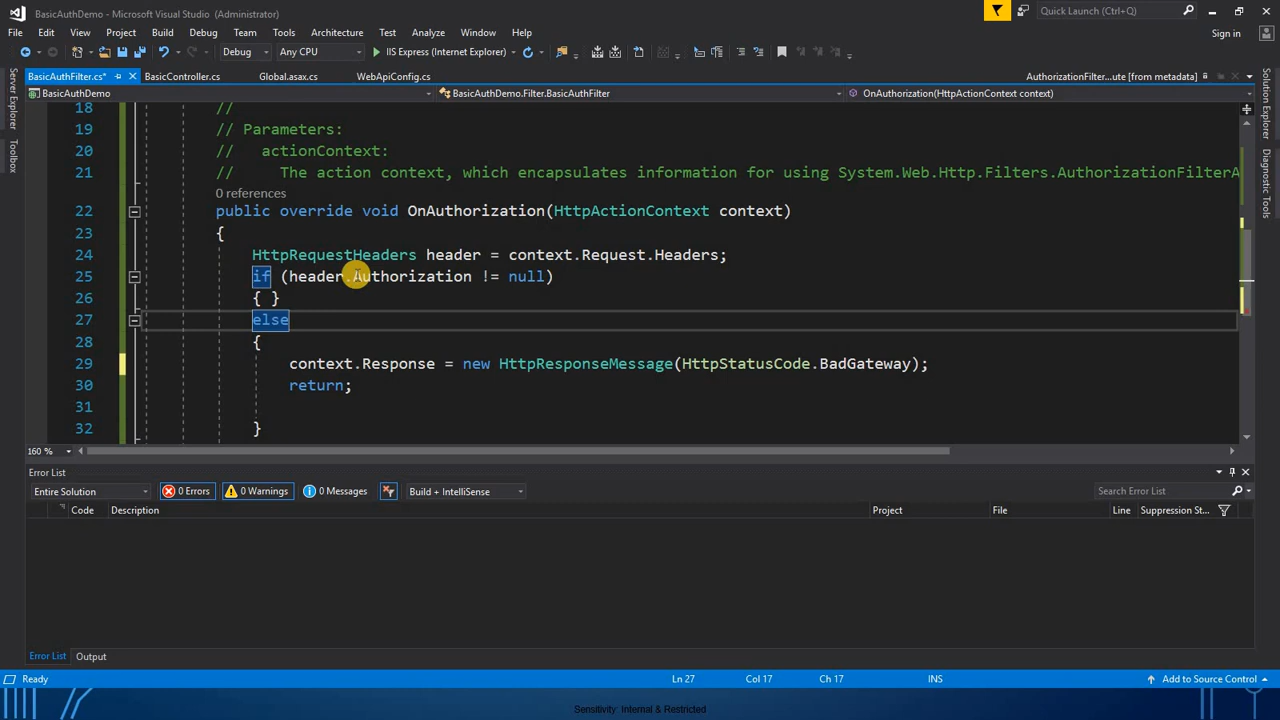 BasicAuthDemo - Microsoft Visual Studio (Administrator)
Quick Launch (Ctrl+Q)
File Edit View Project Build Debug Team Tools Architecture Test Analyze Window Help
Sign in
Debug Any CPU IIS Express (Internet Explorer)
BasicAuthFilter.cs* BasicController.cs Global.asax.cs WebApiConfig.cs AuthorizationFilter...ute [from metadata]
BasicAuthDemo BasicAuthDemo.Filter.BasicAuthFilter OnAuthorization(HttpActionContext context)
Server Explorer
Toolbox
Solution Explorer
Diagnostic Tools
18 //
19 // Parameters:
20 // actionContext:
21 // The action context, which encapsulates information for using System.Web.Http.Filters.AuthorizationFilterA
0 references
22 public override void OnAuthorization(HttpActionContext context)
23 {
24 HttpRequestHeaders header = context.Request.Headers;
25 if (header.Authorization != null)
26 { }
27 else
28 {
29 context.Response = new HttpResponseMessage(HttpStatusCode.BadGateway);
30 return;
31
32 }
160 %
Error List
Entire Solution 0 Errors 0 Warnings 0 Messages Build + IntelliSense Search Error List
Code Description Project File Line Suppression St...
Error List Output
Ready Ln 27 Col 17 Ch 17 INS Add to Source Control
Sensitivity: Internal & Restricted